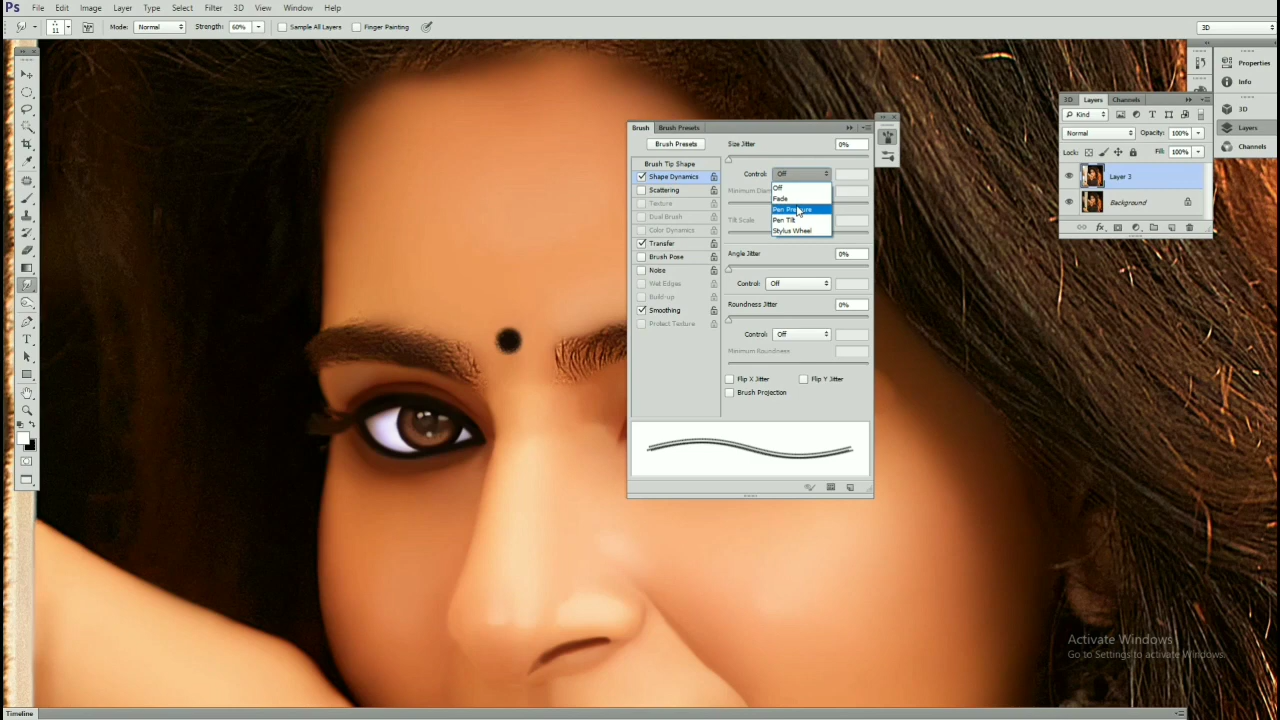 Ps File Edit Image Layer Type Select Filter 3D View Window Help
11 Mode: Normal Strength: 60% Sample All Layers Finger Painting 3D
Brush Brush Presets
Brush Presets
Size Jitter 0%
Brush Tip Shape
Shape Dynamics
Scattering
Texture
Dual Brush
Color Dynamics
Transfer
Brush Pose
Noise
Wet Edges
Build-up
Smoothing
Protect Texture
Control: Off
Off
Fade
Pen Pressure
Pen Tilt
Stylus Wheel
Minimum Diam
Tilt Scale
Angle Jitter 0%
Control: Off
Roundness Jitter 0%
Control: Off
Minimum Roundness
Flip X Jitter Flip Y Jitter
Brush Projection
3D Layers Channels
Kind
Normal Opacity: 100%
Lock: Fill: 100%
Layer 3
Background
fx
Properties
Info
3D
Layers
Channels
Activate Windows
Go to Settings to activate Windows.
Timeline